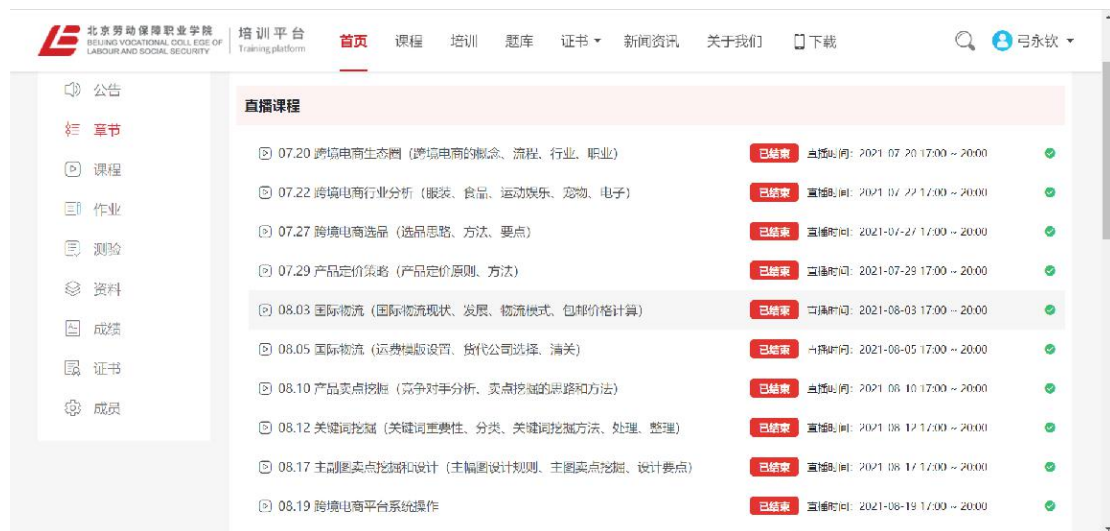 北京劳动保障职业学院
BEIJING VOCATIONAL COLLEGE OF
LABOUR AND SOCIAL SECURITY
培训平台
Training platform
首页 课程 培训 题库 证书 新闻资讯 关于我们 下载 弓永钦
公告
章节
课程
作业
测验
资料
成绩
证书
成员
直播课程
07.20 跨境电商生态圈（跨境电商的概念、流程、行业、职业） 已结束 直播时间: 2021-07-20 17:00 ~ 20:00
07.22 跨境电商行业分析（服装、食品、运动娱乐、宠物、电子） 已结束 直播时间: 2021-07-22 17:00 ~ 20:00
07.27 跨境电商选品（选品思路、方法、要点） 已结束 直播时间: 2021-07-27 17:00 ~ 20:00
07.29 产品定价策略（产品定价原则、方法） 已结束 直播时间: 2021-07-29 17:00 ~ 20:00
08.03 国际物流（国际物流现状、发展、物流模式、包邮价格计算） 已结束 直播时间: 2021-08-03 17:00 ~ 20:00
08.05 国际物流（运费模版设置、货代公司选择、清关） 已结束 直播时间: 2021-08-05 17:00 ~ 20:00
08.10 产品卖点挖掘（竞争对手分析、卖点挖掘的思路和方法） 已结束 直播时间: 2021-08-10 17:00 ~ 20:00
08.12 关键词挖掘（关键词重要性、分类、关键词挖掘方法、处理、整理） 已结束 直播时间: 2021-08-12 17:00 ~ 20:00
08.17 主副图卖点挖掘和设计（主幅图设计规则、主图卖点挖掘、设计要点） 已结束 直播时间: 2021-08-17 17:00 ~ 20:00
08.19 跨境电商平台系统操作 已结束 直播时间: 2021-08-19 17:00 ~ 20:00